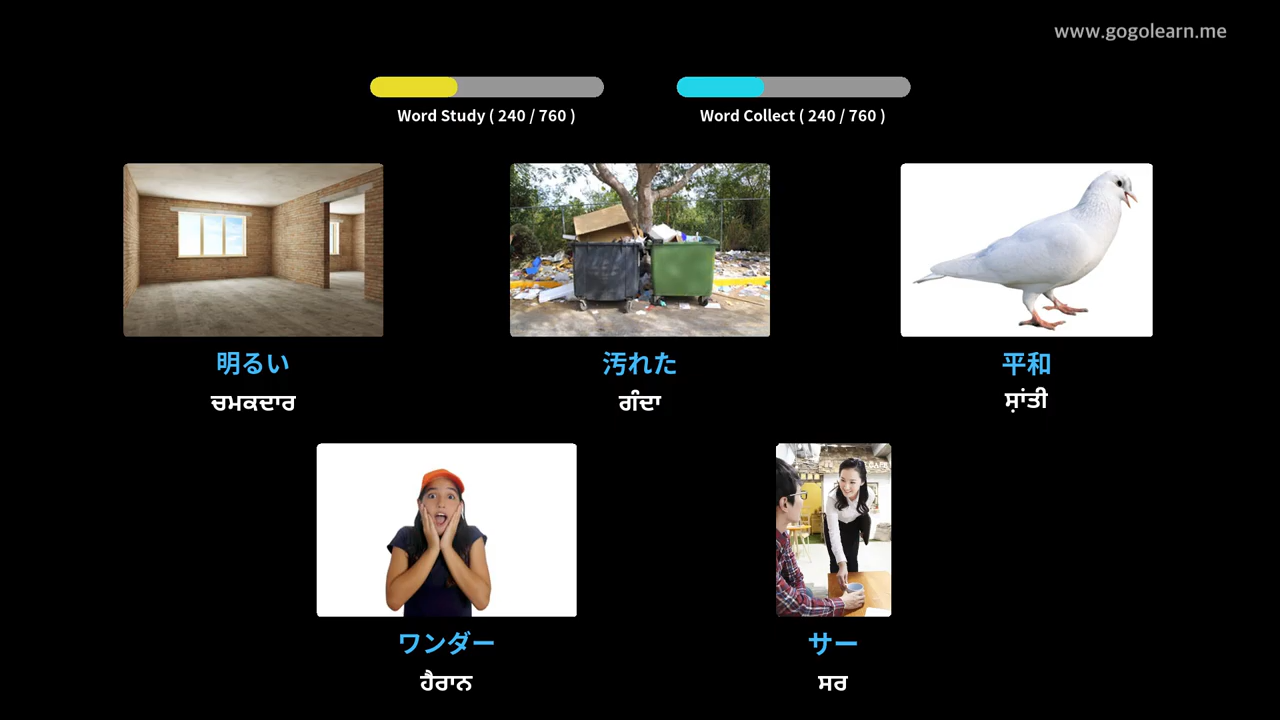 www.gogolearn.me
Word Study ( 240 / 760 )
Word Collect ( 240 / 760 )
明るい
ਚਮਕਦਾਰ
汚れた
ਗੰਦਾ
平和
ਸ਼ਾਂਤੀ
ワンダー
ਹੈਰਾਨ
サー
ਸਰ